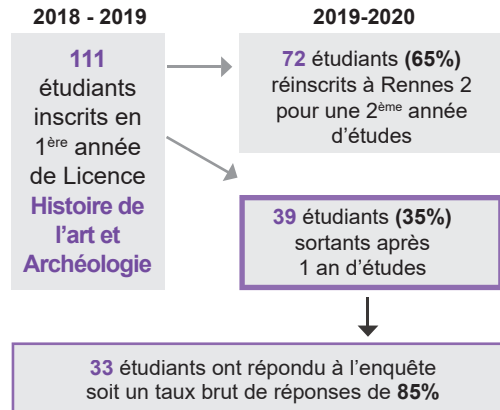 2018 - 2019
111
étudiants
inscrits en
1ère année
de Licence
Histoire de
l'art et
Archéologie
2019-2020
72 étudiants (65%)
réinscrits à Rennes 2
pour une 2ème année
d'études
39 étudiants (35%)
sortants après
1 an d'études
33 étudiants ont répondu à l'enquête
soit un taux brut de réponses de 85%